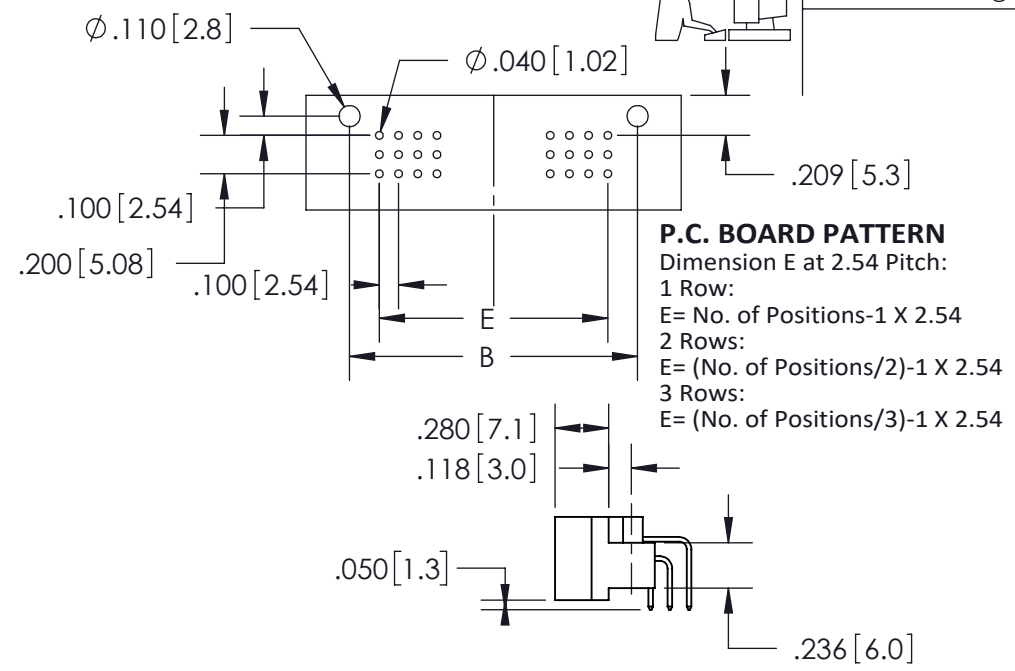 ⌀.110[2.8]
⌀.040[1.02]
.209[5.3]
.100[2.54]
.200[5.08]
.100[2.54]
E
B
P.C. BOARD PATTERN
Dimension E at 2.54 Pitch:
1 Row:
E= No. of Positions-1 X 2.54
2 Rows:
E= (No. of Positions/2)-1 X 2.54
3 Rows:
E= (No. of Positions/3)-1 X 2.54
.280[7.1]
.118[3.0]
.050[1.3]
.236[6.0]